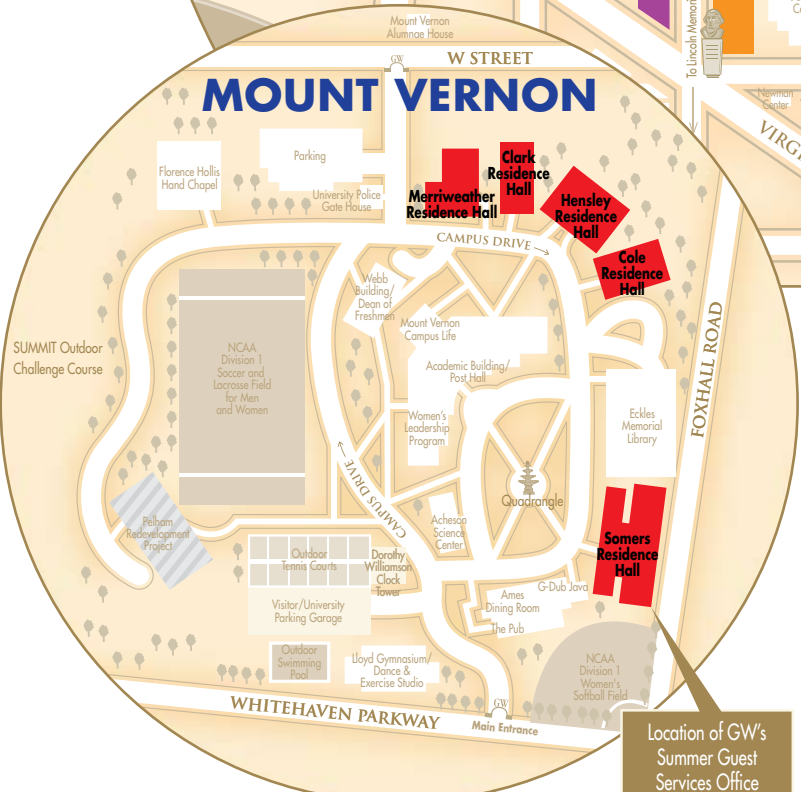 Mount Vernon
Alumnae House
GW
W STREET
To Lincoln Memori
Newman
Center
VIRG
MOUNT VERNON
Florence Hollis
Hand Chapel
Parking
University Police
Gate House
Merriweather
Residence Hall
Clark
Residence
Hall
Hensley
Residence
Hall
Cole
Residence
Hall
CAMPUS DRIVE
FOXHALL ROAD
Webb
Building/
Dean of
Freshmen
Mount Vernon
Campus Life
Academic Building/
Post Hall
Women's
Leadership
Program
SUMMIT Outdoor
Challenge Course
NCAA
Division 1
Soccer and
Lacrosse Field
for Men
and Women
Eckles
Memorial
Library
CAMPUS DRIVE
Quadrangle
Pelham
Redevelopment
Project
Acheson
Science
Center
Somers
Residence
Hall
Outdoor
Tennis Courts
Dorothy
Williamson
Clock
Tower
Visitor/University
Parking Garage
G-Dub Java
Ames
Dining Room
The Pub
Outdoor
Swimming
Pool
Lloyd Gymnasium/
Dance &
Exercise Studio
NCAA
Division 1
Women's
Softball Field
WHITEHAVEN PARKWAY
GW
Main Entrance
Location of GW's
Summer Guest
Services Office